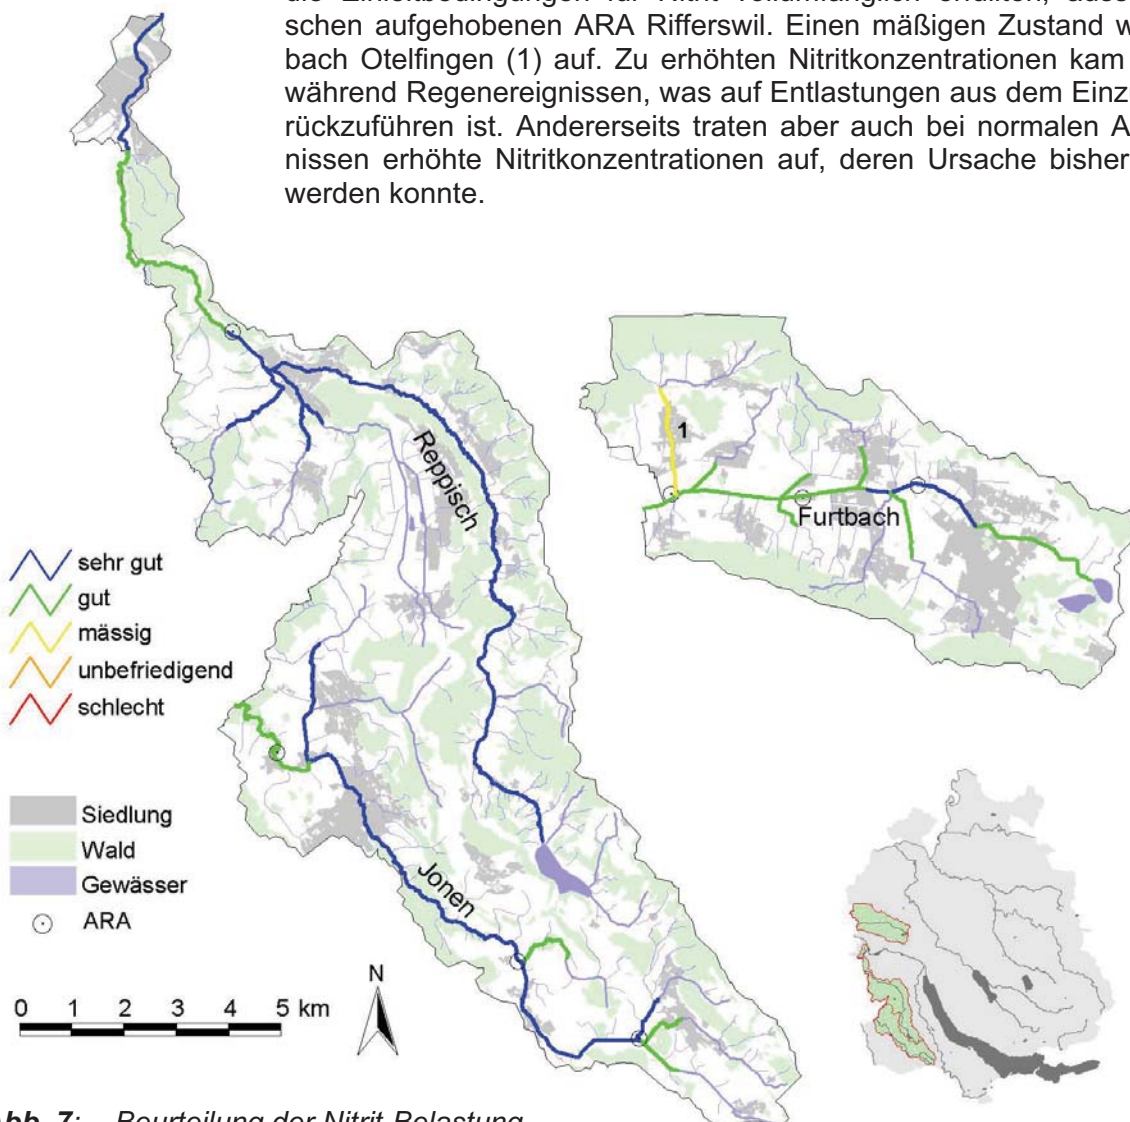 schen aufgehobenen ARA Rifferswil. Einen mäßigen Zustand
bach Otelfingen (1) auf. Zu erhöhten Nitritkonzentrationen kam
während Regenereignissen, was auf Entlastungen aus dem
rückzuführen ist. Andererseits traten aber auch bei normalen
nissen erhöhte Nitritkonzentrationen auf, deren Ursache bisher
werden konnte.
1
Reppisch
Furtbach
sehr gut
gut
mässig
unbefriedigend
schlecht
Siedlung
Wald
Gewässer
ARA
Jonen
N
0 1 2 3 4 5 km
Abb. 7: Beurteilung der Nitrit-Belastung